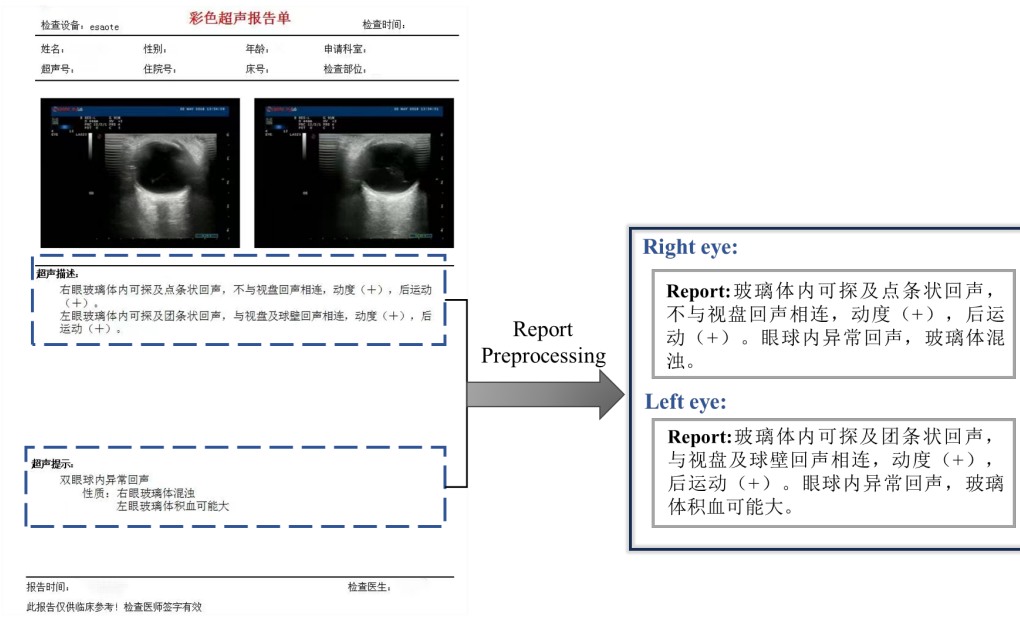 彩色超声报告单
检查设备：esaote
检查时间：
姓名：
性别：
年龄：
申请科室：
超声号：
住院号：
床号：
检查部位：
超声描述：
右眼玻璃体内可探及点条状回声，不与视盘回声相连，动度（＋），后运动
（＋）。
左眼玻璃体内可探及团条状回声，与视盘及球壁回声相连，动度（＋），后
运动（＋）。
超声提示：
双眼球内异常回声
性质：右眼玻璃体混浊
左眼玻璃体积血可能大
报告时间：
检查医生：
此报告仅供临床参考！检查医师签字有效
Report
Preprocessing
Right eye:
Report:玻璃体内可探及点条状回声，
不与视盘回声相连，动度（+），后运
动（+）。眼球内异常回声，玻璃体混
浊。
Left eye:
Report:玻璃体内可探及团条状回声，
与视盘及球壁回声相连，动度（+），
后运动（+）。眼球内异常回声，玻璃
体积血可能大。